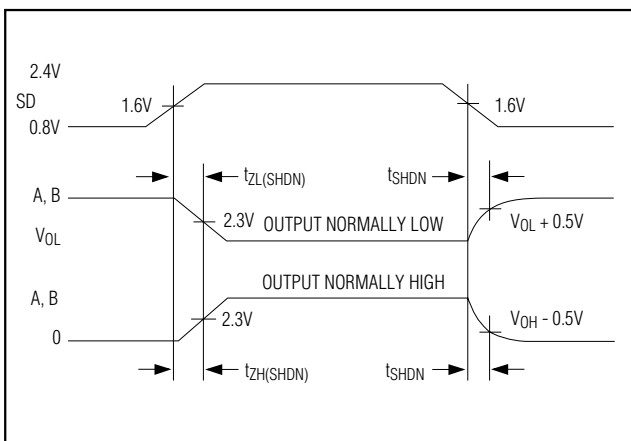 2.4V
SD
1.6V
1.6V
0.8V
A, B
tZL(SHDN)
tSHDN
2.3V
OUTPUT NORMALLY LOW
VOL + 0.5V
VOL
A, B
OUTPUT NORMALLY HIGH
2.3V
VOH - 0.5V
0
tZH(SHDN)
tSHDN